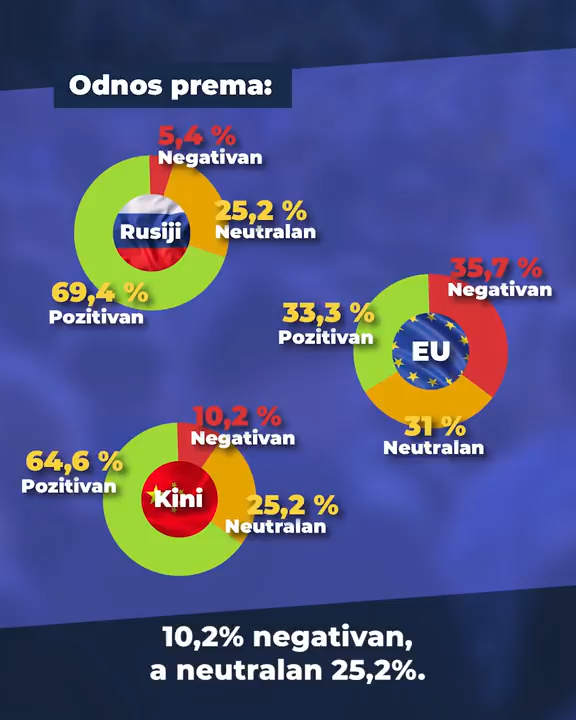 Odnos prema:
5,4 %
Negativan
25,2 %
Neutralan
Rusiji
69,4 %
Pozitivan
35,7 %
Negativan
33,3 %
Pozitivan
EU
31 %
Neutralan
10,2 %
Negativan
64,6 %
Pozitivan
Kini
25,2 %
Neutralan
10,2% negativan,
a neutralan 25,2%.